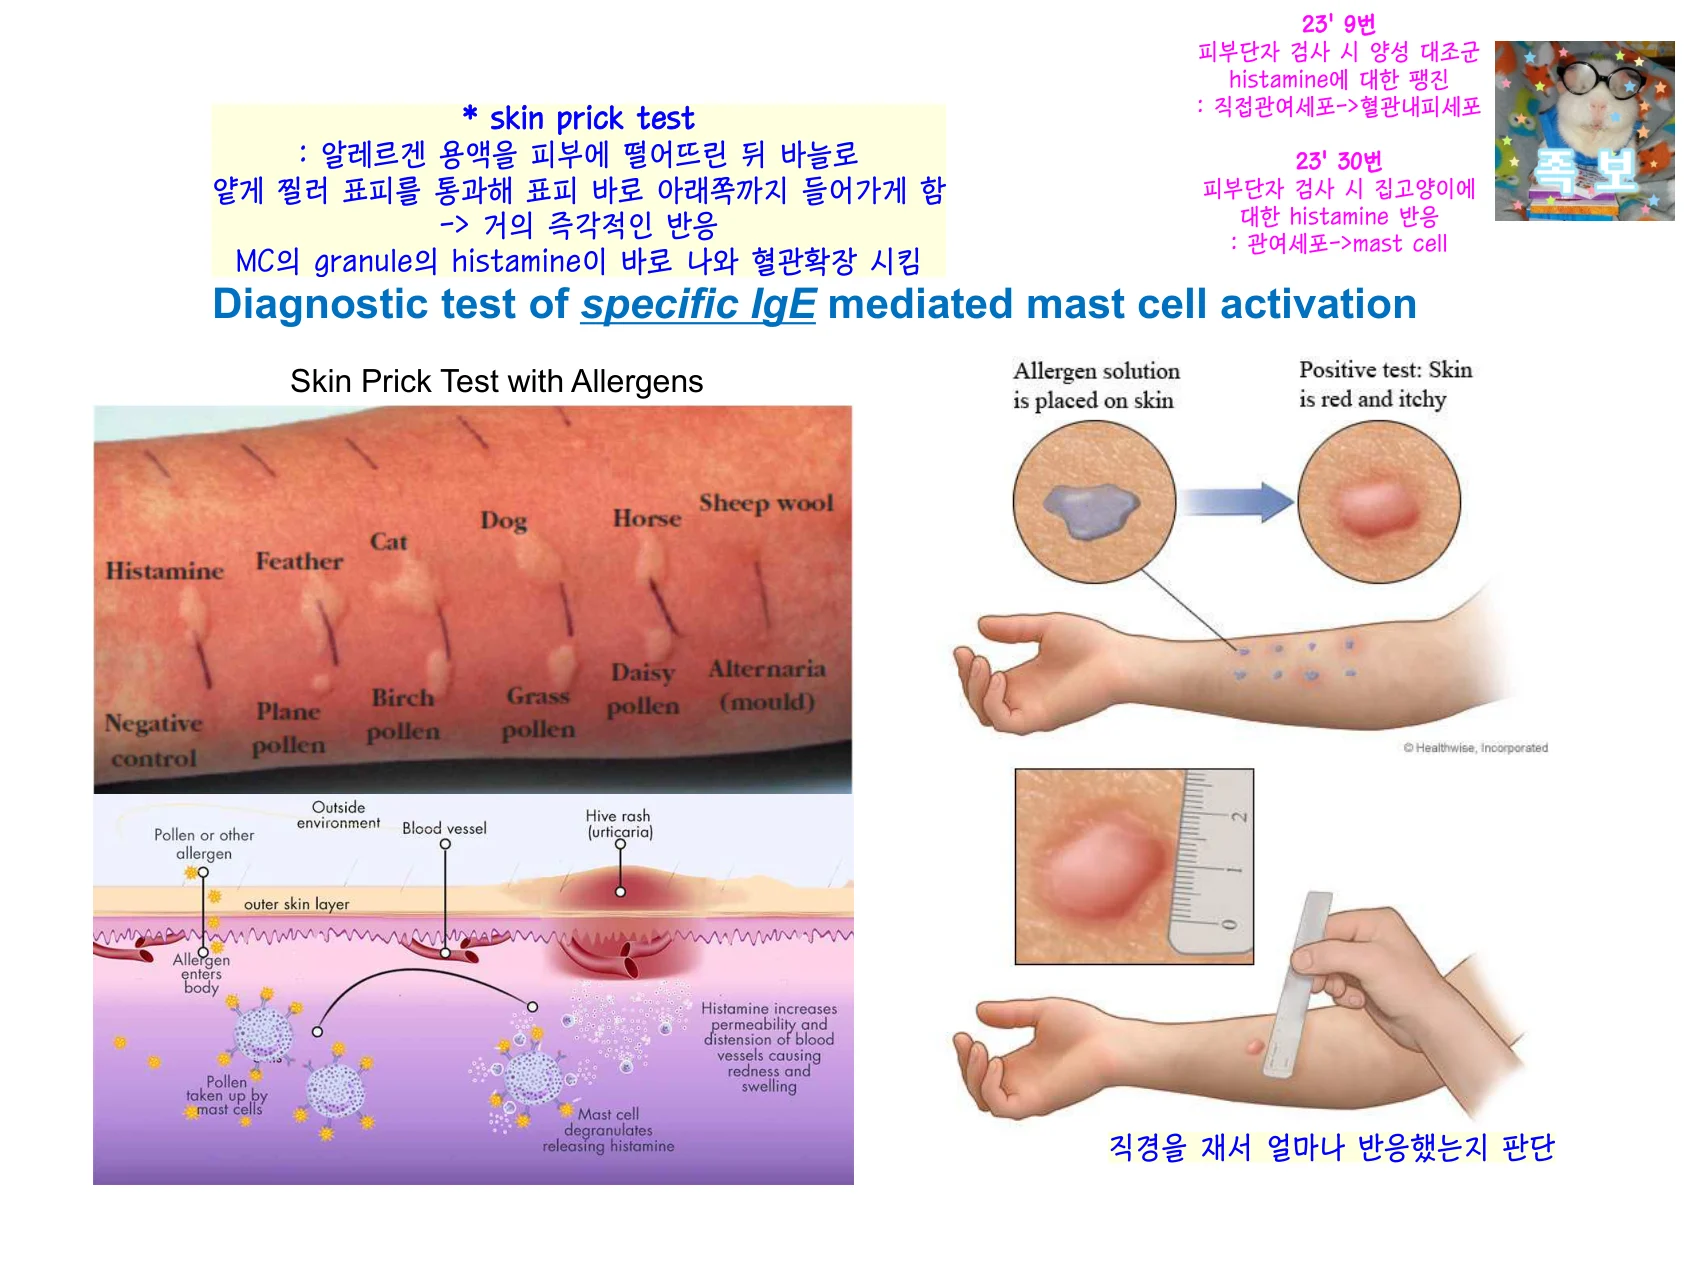 23' 9번
피부단자 검사 시 양성 대조군
histamine에 대한 팽진
: 직접관여세포->혈관내피세포
23' 30번
피부단자 검사 시 집고양이에
대한 histamine 반응
: 관여세포->mast cell
족보
* skin prick test
: 알레르겐 용액을 피부에 떨어뜨린 뒤 바늘로
얕게 찔러 표피를 통과해 표피 바로 아래쪽까지 들어가게 함
-> 거의 즉각적인 반응
MC의 granule의 histamine이 바로 나와 혈관확장 시킴
Diagnostic test of specific IgE mediated mast cell activation
Skin Prick Test with Allergens
Histamine
Feather
Cat
Dog
Horse
Sheep wool
Negative
control
Plane
pollen
Birch
pollen
Grass
pollen
Daisy
pollen
Alternaria
(mould)
Outside
environment
Pollen or other
allergen
Blood vessel
Hive rash
(urticaria)
outer skin layer
Allergen
enters
body
Pollen
taken up by
mast cells
Mast cell
degranulates
releasing histamine
Histamine increases
permeability and
distension of blood
vessels causing
redness and
swelling
Allergen solution
is placed on skin
Positive test: Skin
is red and itchy
© Healthwise, Incorporated
2
1
0
직경을 재서 얼마나 반응했는지 판단